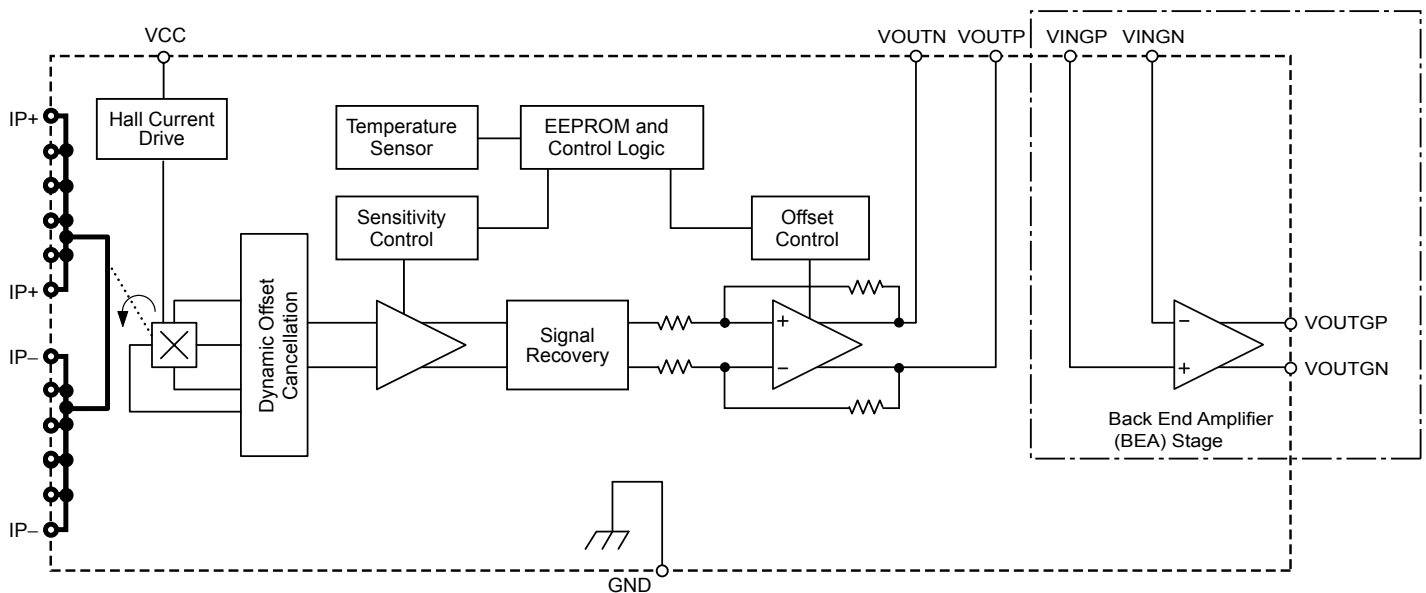 VCC
VOUTN
VOUTP
VINGP
VINGN
IP+
Hall Current
Drive
Temperature
Sensor
EEPROM and
Control Logic
Sensitivity
Control
Offset
Control
IP+
Dynamic Offset
Cancellation
Signal
Recovery
+
−
−
+
VOUTGP
VOUTGN
IP−
Back End Amplifier
(BEA) Stage
IP−
GND